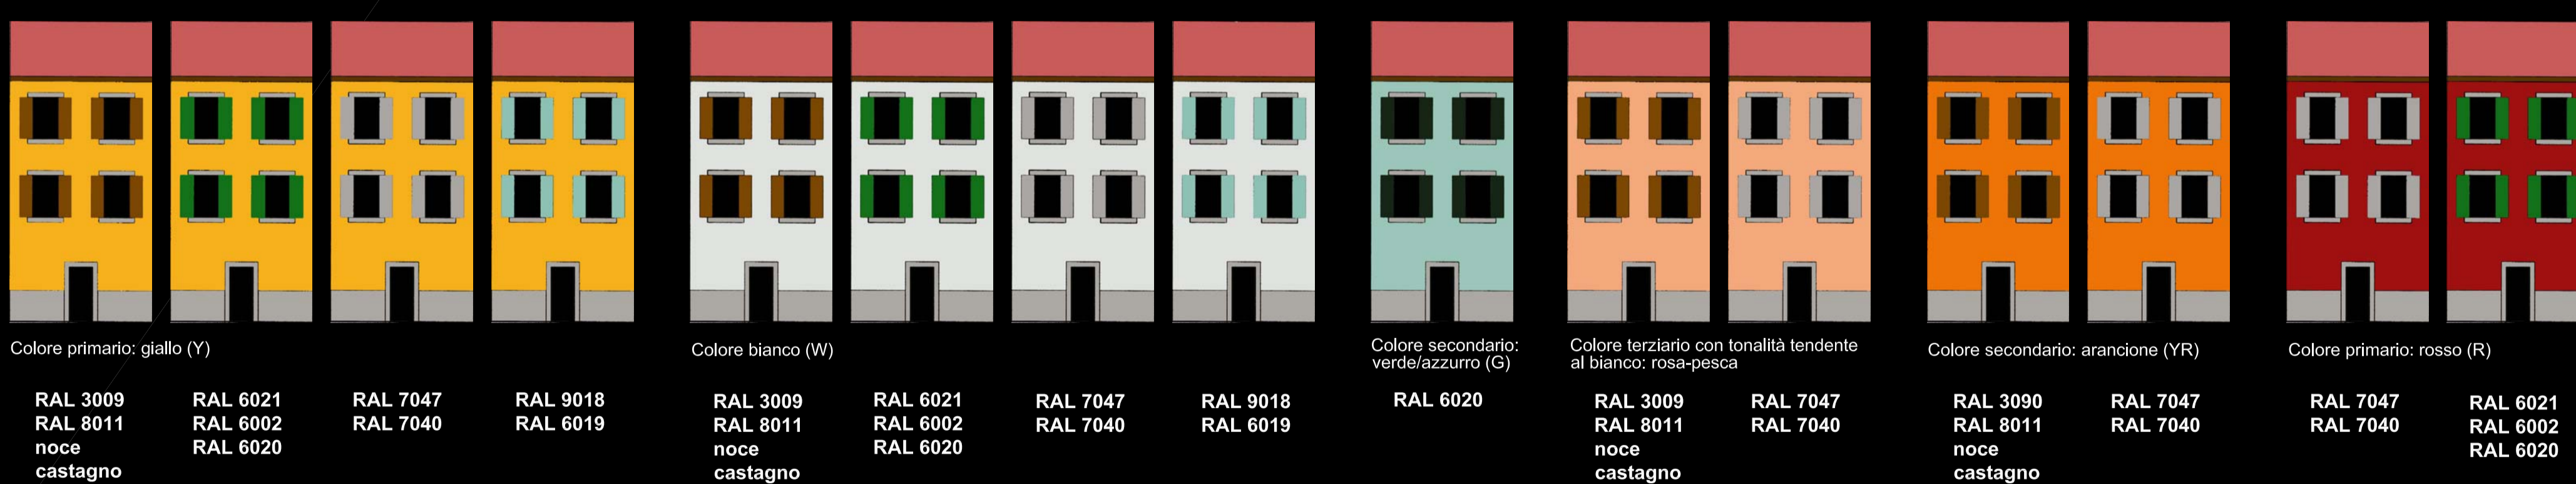 Colore primario: giallo (Y)
RAL 3009
RAL 8011
noce
castagno
RAL 6021
RAL 6002
RAL 6020
RAL 7047
RAL 7040
RAL 9018
RAL 6019
Colore bianco (W)
RAL 3009
RAL 8011
noce
castagno
RAL 6021
RAL 6002
RAL 6020
RAL 7047
RAL 7040
RAL 9018
RAL 6019
Colore secondario:
verde/azzurro (G)
RAL 6020
Colore terziario con tonalità tendente
al bianco: rosa-pesca
RAL 3009
RAL 8011
noce
castagno
RAL 7047
RAL 7040
Colore secondario: arancione (YR)
RAL 3090
RAL 8011
noce
castagno
RAL 7047
RAL 7040
Colore primario: rosso (R)
RAL 7047
RAL 7040
RAL 6021
RAL 6002
RAL 6020